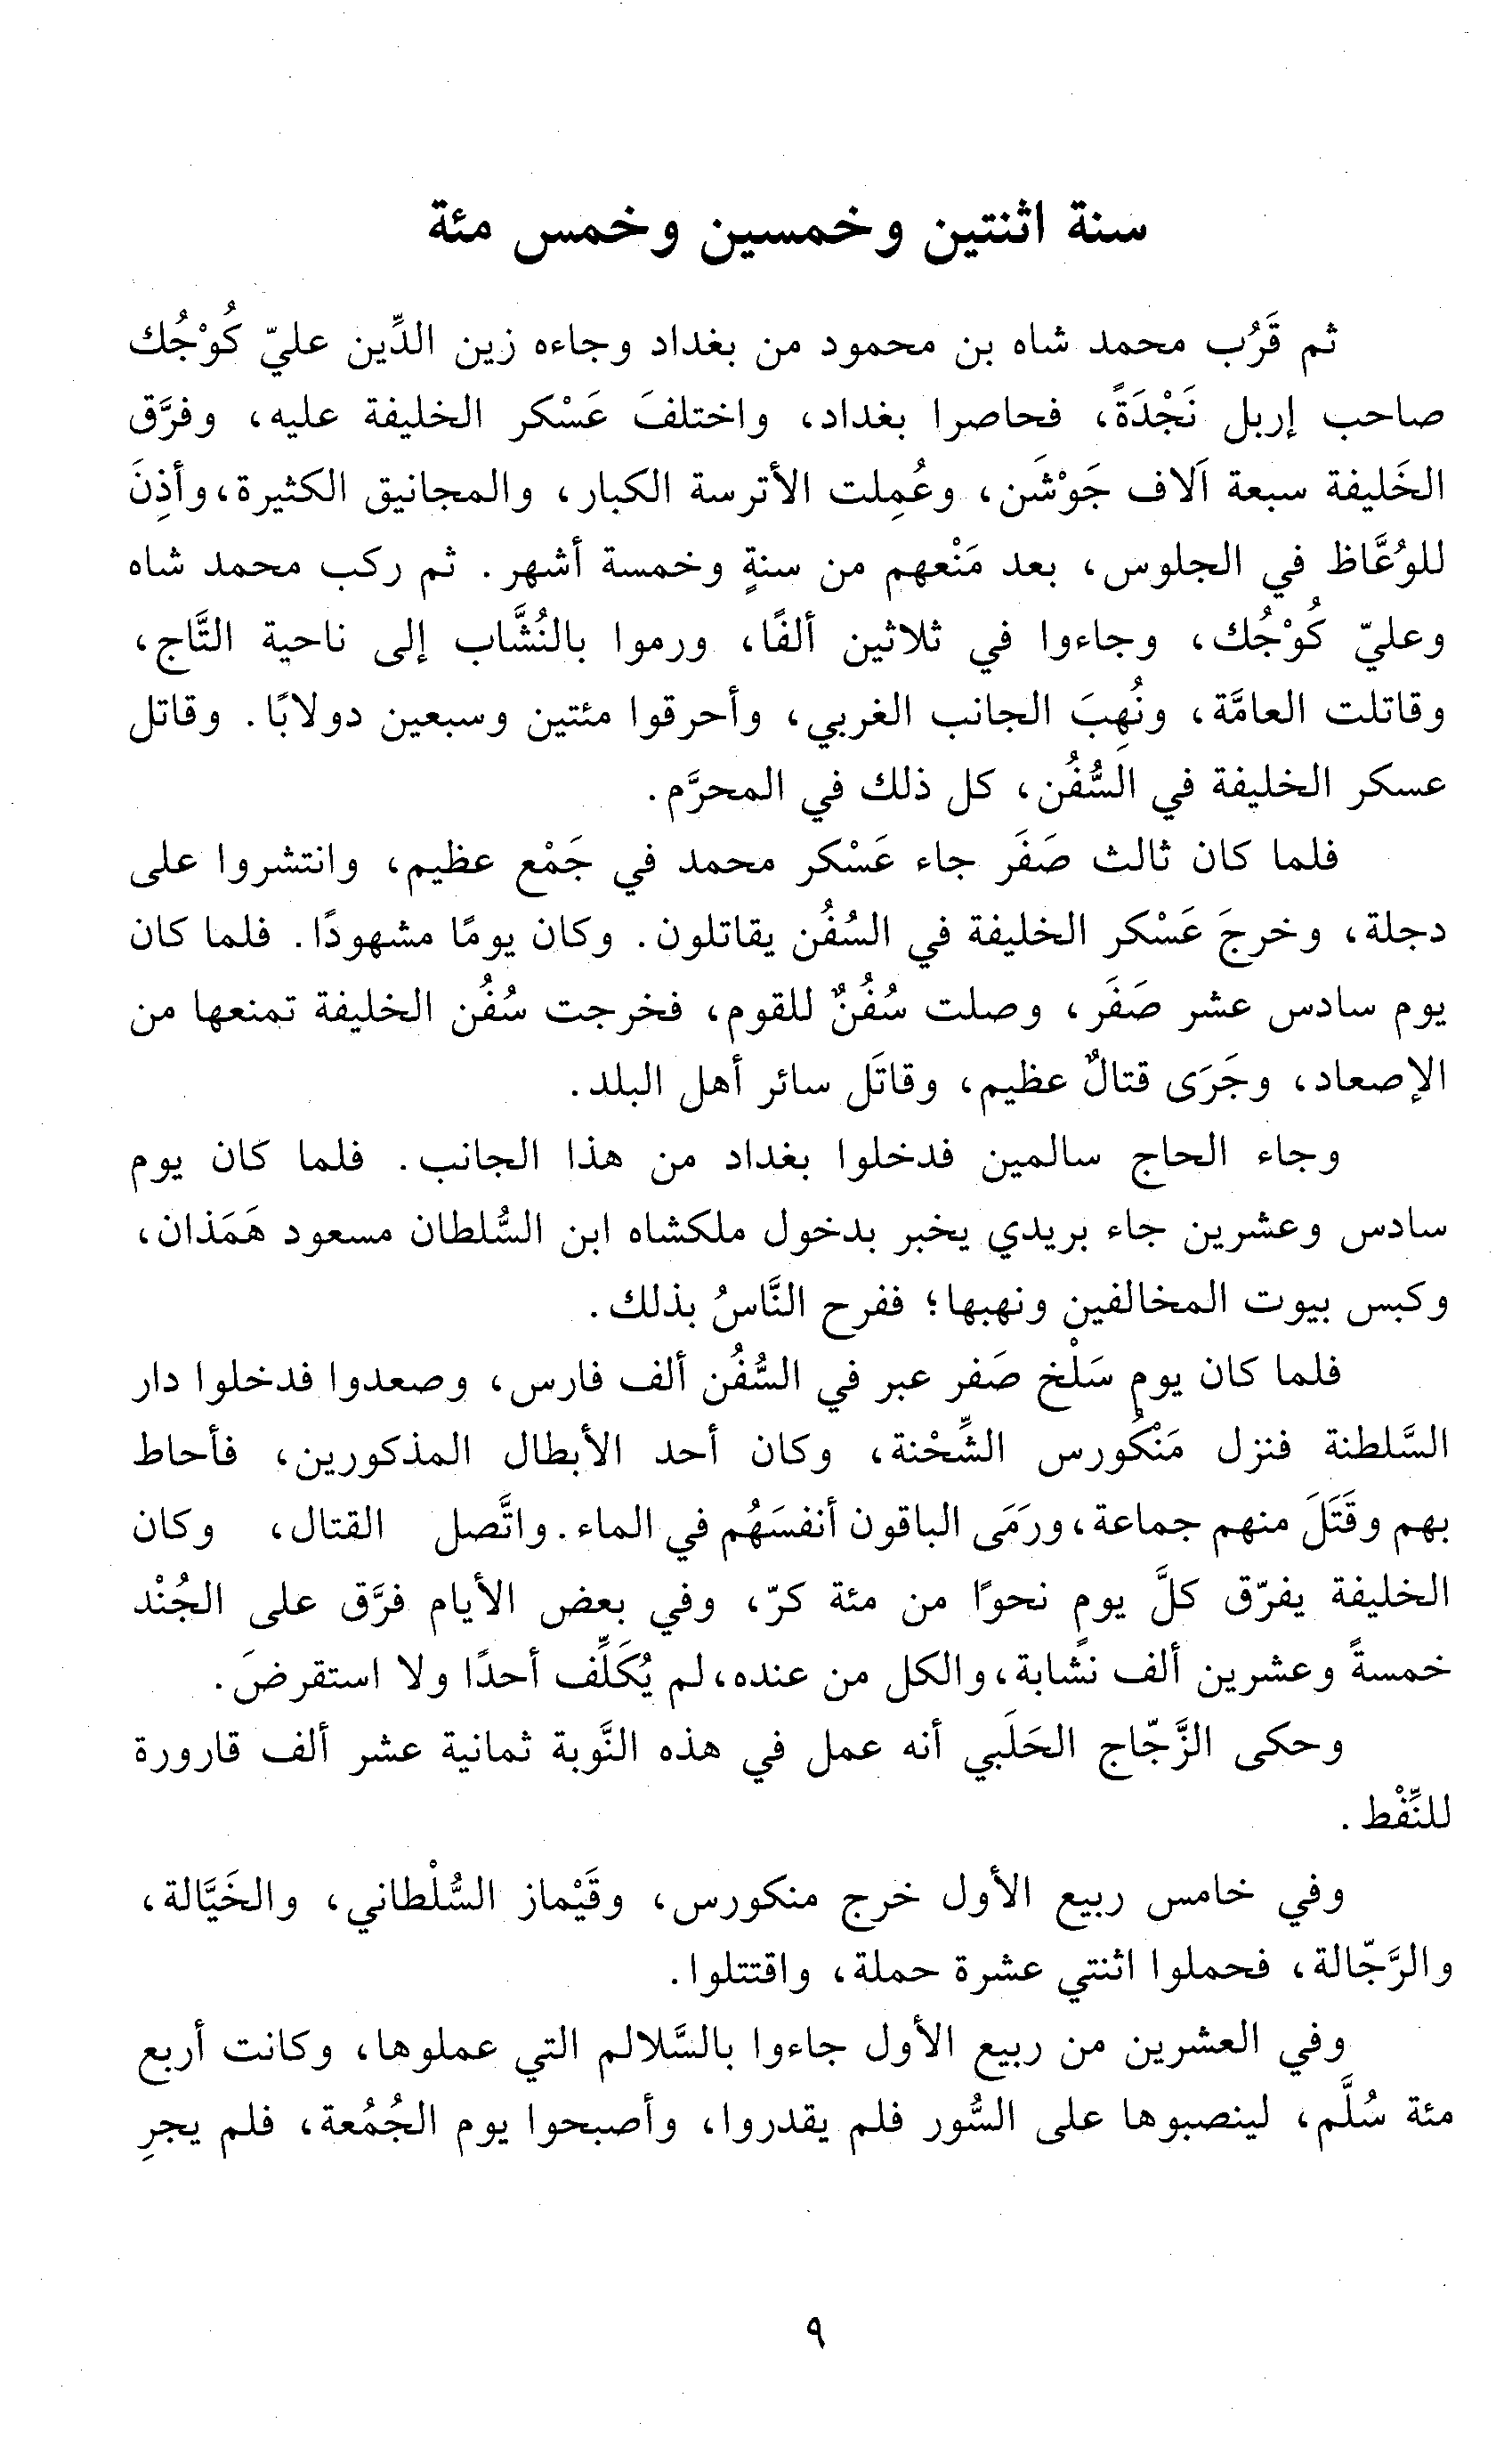 سنة اثنتين وخمسين وخمس مئة
ثم قَرُب محمد شاه بن محمود من بغداد وجاءه زين الدِّين عليّ كُوْجُك
صاحب إربل نَجْدَةً، فحاصرا بغداد، واختلفَ عَسْكر الخليفة عليه، وفرَّق
الخَليفة سبعة آلاف جَوْشَن، وعُمِلت الأترسة الكبار، والمجانيق الكثيرة، وأذِنَ
للوُعَّاظ في الجلوس، بعد مَنْعهم من سنةٍ وخمسة أشهر. ثم ركب محمد شاه
وعليّ كُوْجُك، وجاءوا في ثلاثين ألفًا، ورموا بالنُشَّاب إلى ناحية التَّاج،
وقاتلت العامَّة، ونُهِبَ الجانب الغربي، وأحرقوا مئتين وسبعين دولابًا. وقاتل
عسكر الخليفة في السُّفُن، كل ذلك في المحرَّم.
فلما كان ثالث صَفَر جاء عَسْكر محمد في جَمْع عظيم، وانتشروا على
دجلة، وخرجَ عَسْكر الخليفة في السُفُن يقاتلون. وكان يومًا مشهودًا. فلما كان
يوم سادس عشر صَفَر، وصلت سُفُنٌ للقوم، فخرجت سُفُن الخليفة تمنعها من
الإصعاد، وجَرَى قتالٌ عظيم، وقاتَل سائر أهل البلد.
وجاء الحاج سالمين فدخلوا بغداد من هذا الجانب. فلما كان يوم
سادس وعشرين جاء بريدي يخبر بدخول ملكشاه ابن السُّلطان مسعود هَمَذان،
وكبس بيوت المخالفين ونهبها؛ ففرح النَّاسُ بذلك.
فلما كان يوم سَلْخ صَفر عبر في السُّفُن ألف فارس، وصعدوا فدخلوا دار
السَّلطنة فنزل مَنْكُورس الشِّحْنة، وكان أحد الأبطال المذكورين، فأحاط
بهم وقَتَلَ منهم جماعة، ورَمَى الباقون أنفسَهُم في الماء. واتَّصل القتال، وكان
الخليفة يفرّق كلَّ يومٍ نحوًا من مئة كرّ، وفي بعض الأيام فرَّق على الجُنْد
خمسةً وعشرين ألف نشابة، والكل من عنده، لم يُكَلِّف أحدًا ولا استقرضَ.
وحكى الزَّجّاج الحَلَبي أنه عمل في هذه النَّوبة ثمانية عشر ألف قارورة
للنِّفْط.
وفي خامس ربيع الأول خرج منكورس، وقَيْماز السُّلْطاني، والخَيَّالة،
والرَّجّالة، فحملوا اثنتي عشرة حملة، واقتتلوا.
وفي العشرين من ربيع الأول جاءوا بالسَّلالم التي عملوها، وكانت أربع
مئة سُلَّم، لينصبوها على السُّور فلم يقدروا، وأصبحوا يوم الجُمُعة، فلم يجرِ
٩